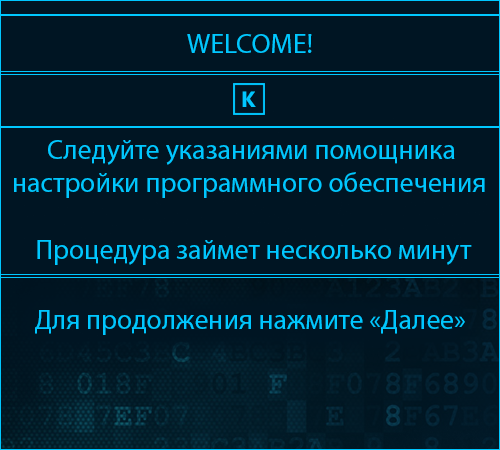 WELCOME!
K
Следуйте указаниями помощника
настройки программного обеспечения
Процедура займет несколько минут
Для продолжения нажмите «Далее»